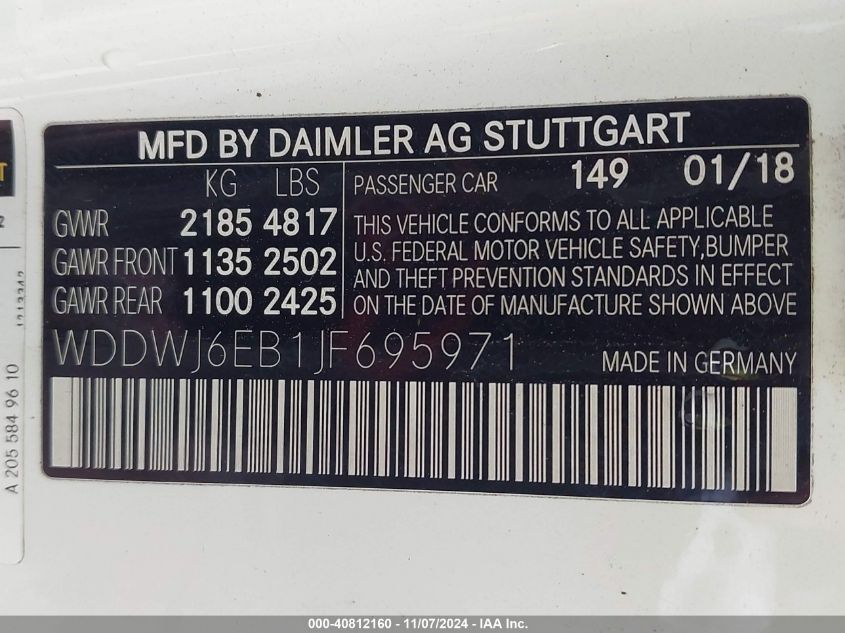 MFD BY DAIMLER AG STUTTGART
KG LBS
GVWR 2185 4817
GAWR FRONT 1135 2502
GAWR REAR 1100 2425
PASSENGER CAR 149 01/18
THIS VEHICLE CONFORMS TO ALL APPLICABLE
U.S. FEDERAL MOTOR VEHICLE SAFETY,BUMPER
AND THEFT PREVENTION STANDARDS IN EFFECT
ON THE DATE OF MANUFACTURE SHOWN ABOVE
WDDWJ6EB1JF695971
MADE IN GERMANY
A 205 584 96 10
000-40812160 - 11/07/2024 - IAA Inc.